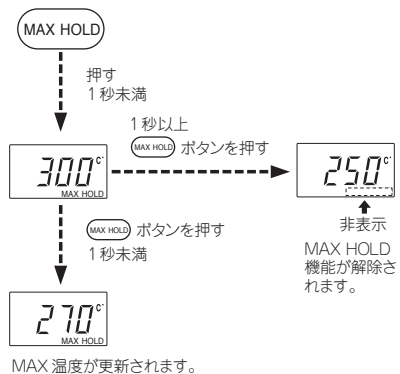 MAX HOLD
押す
1秒未満
1秒以上
MAX HOLD ボタンを押す
300℃
MAX HOLD
250℃
MAX HOLD ボタンを押す
1秒未満
非表示
MAX HOLD
機能が解除さ
れます。
270℃
MAX HOLD
MAX 温度が更新されます。